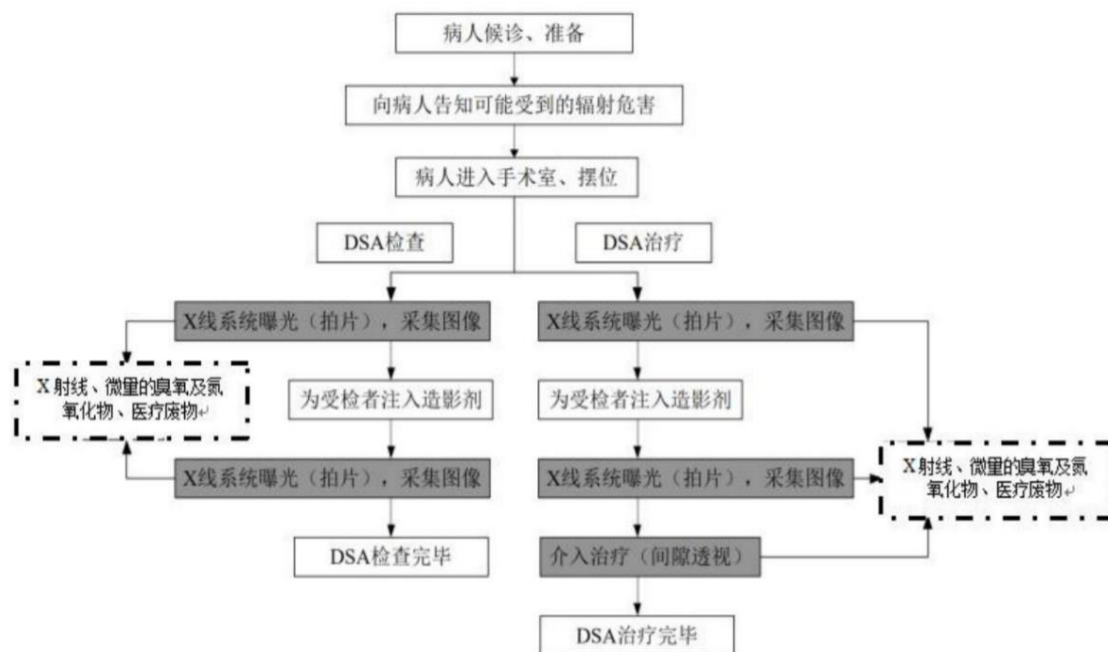 病人候诊、准备
向病人告知可能受到的辐射危害
病人进入手术室、摆位
DSA检查
DSA治疗
X线系统曝光（拍片），采集图像
X线系统曝光（拍片），采集图像
X 射线、微量的臭氧及氮
氧化物、医疗废物↵
为受检者注入造影剂
为受检者注入造影剂
X线系统曝光（拍片），采集图像
X线系统曝光（拍片），采集图像
X 射线、微量的臭氧及氮
氧化物、医疗废物↵
DSA检查完毕
介入治疗（间隙透视）
DSA治疗完毕